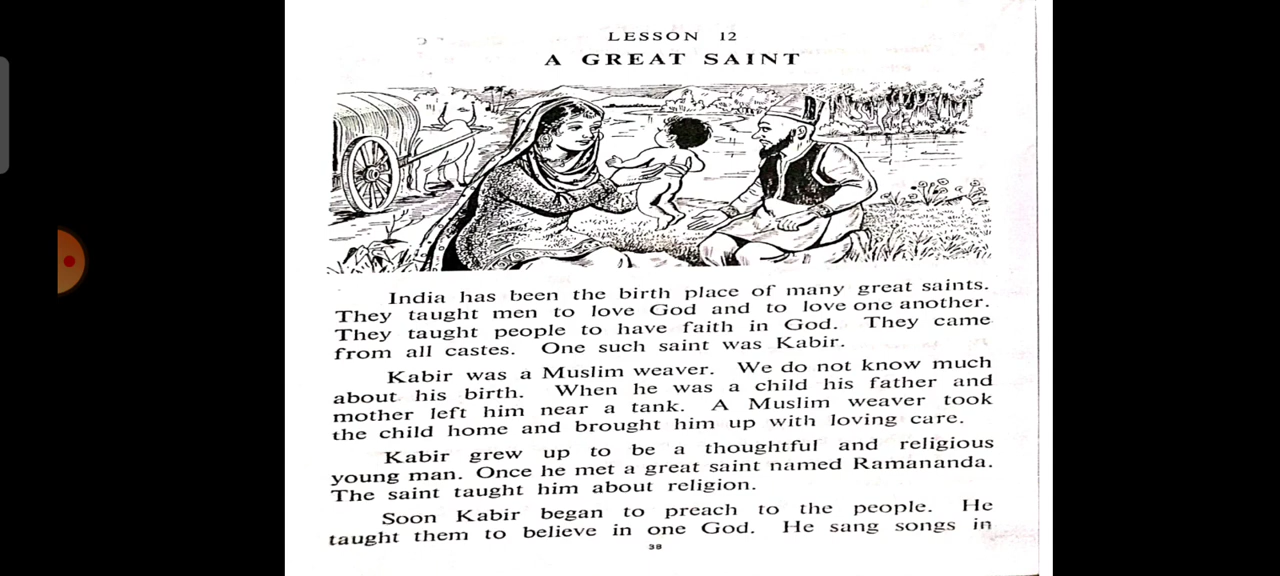 LESSON 12
A GREAT SAINT
India has been the birth place of many great saints.
They taught men to love God and to love one another.
They taught people to have faith in God. They came
from all castes. One such saint was Kabir.
Kabir was a Muslim weaver. We do not know much
about his birth. When he was a child his father and
mother left him near a tank. A Muslim weaver took
the child home and brought him up with loving care.
Kabir grew up to be a thoughtful and religious
young man. Once he met a great saint named Ramananda.
The saint taught him about religion.
Soon Kabir began to preach to the people. He
taught them to believe in one God. He sang songs in
38